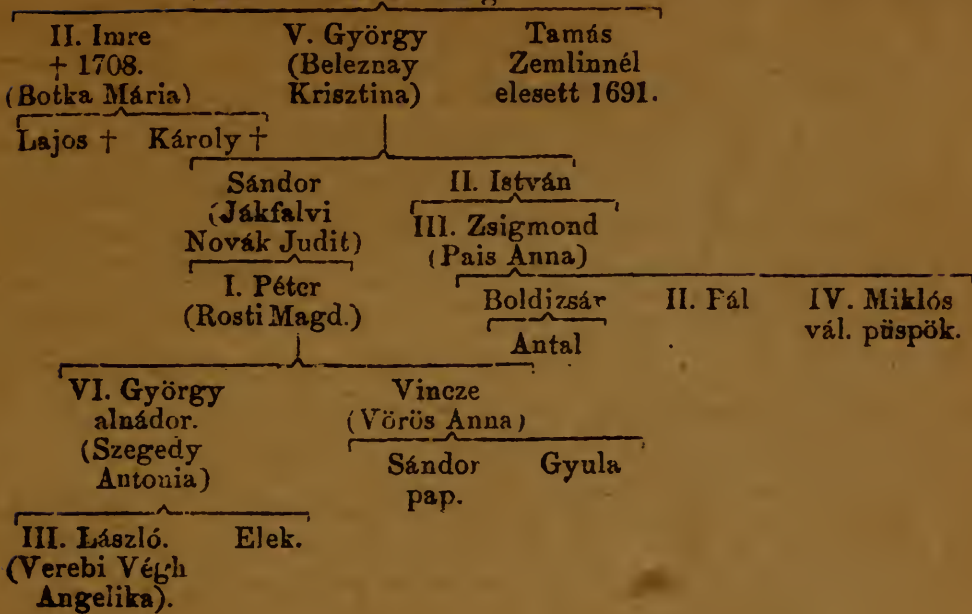 II. Imre V. György Tamás
† 1708. (Beleznay Zemlinnél
(Botka Mária) Krisztina) elesett 1691.
Lajos † Károly †
Sándor II. István
(Jákfalvi III. Zsigmond
Novák Judit) (Pais Anna)
I. Péter Boldizsár II. Pál IV. Miklós
(Rosti Magd.) vál. püspök.
Antal
VI. György Vincze
alnádor. (Vörös Anna)
(Szegedy Sándor Gyula
Antonia) pap.
III. László. Elek.
(Verebi Végh
Angelika).